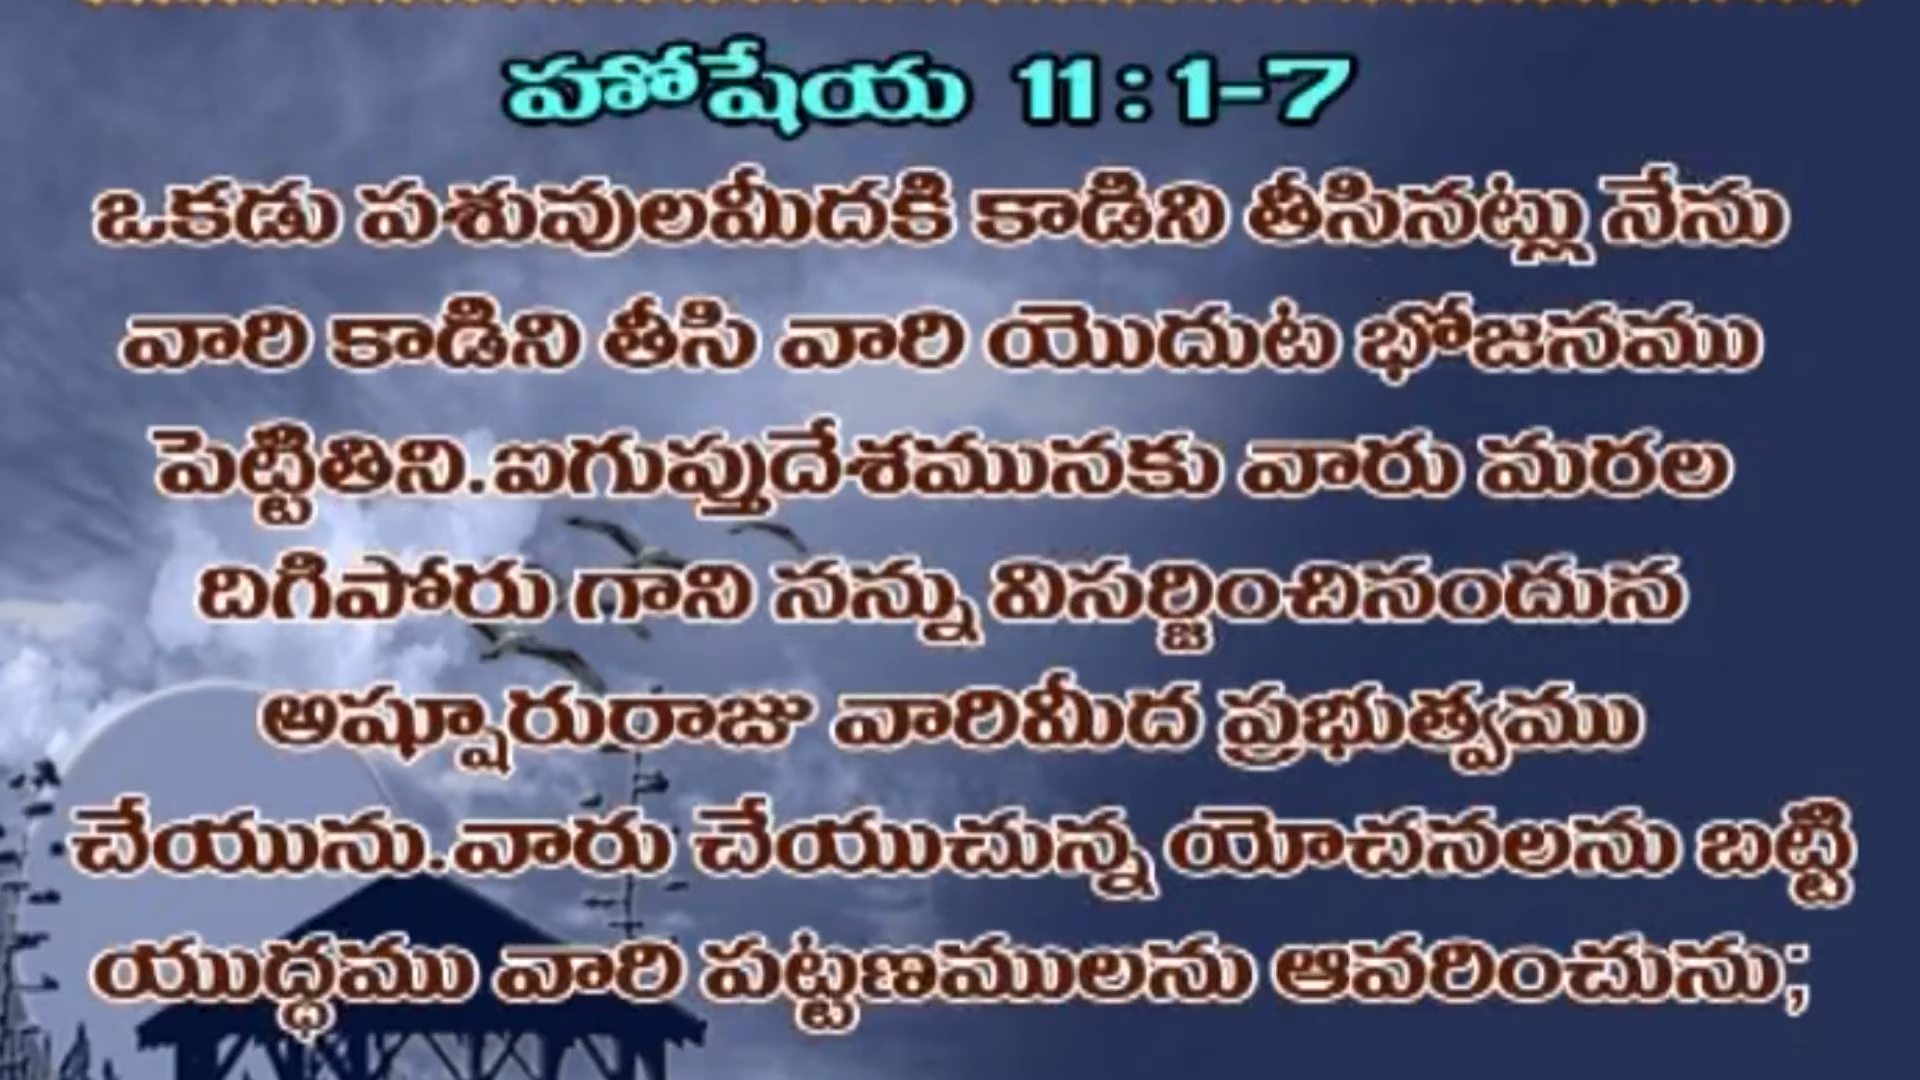 హోషేయ 11:1-7
ఒకడు పశువులమీదకి కాడిని తీసినట్లు నేను
వారి కాడిని తీసి వారి యొదుట భోజనము
పెట్టితిని.ఐగుప్తుదేశమునకు వారు మరల
దిగిపోరు గాని నన్ను విసర్జించినందున
అష్షూరురాజు వారిమీద ప్రభుత్వము
చేయును.వారు చేయుచున్న యోచనలను బట్టి
యుద్ధము వారి పట్టణములను ఆవరించును;